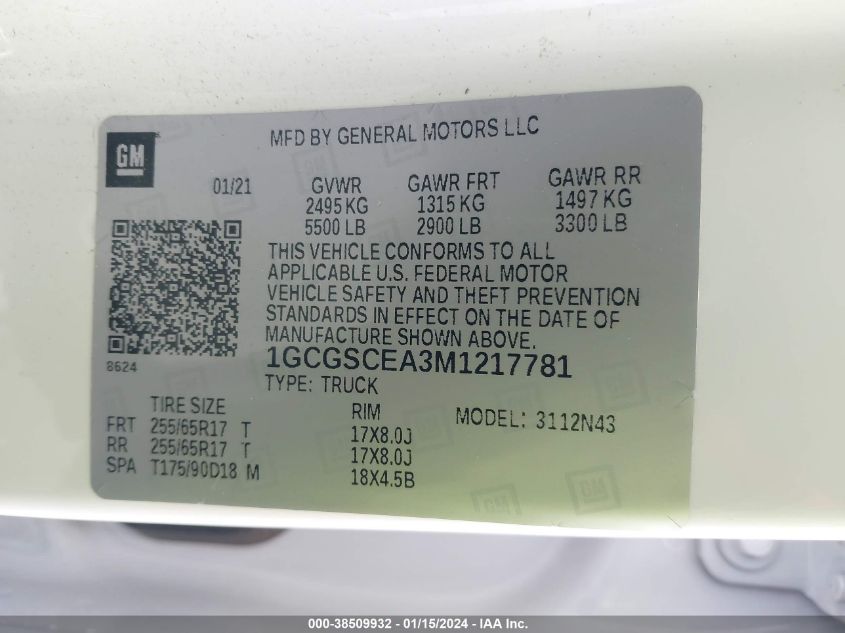 GM
MFD BY GENERAL MOTORS LLC
01/21 GVWR GAWR FRT GAWR RR
2495 KG 1315 KG 1497 KG
5500 LB 2900 LB 3300 LB
THIS VEHICLE CONFORMS TO ALL
APPLICABLE U.S. FEDERAL MOTOR
VEHICLE SAFETY AND THEFT PREVENTION
STANDARDS IN EFFECT ON THE DATE OF
MANUFACTURE SHOWN ABOVE.
1GCGSCEA3M1217781
8624
TYPE: TRUCK
TIRE SIZE RIM MODEL: 3112N43
FRT 255/65R17 T 17X8.0J
RR 255/65R17 T 17X8.0J
SPA T175/90D18 M 18X4.5B
GM
000-38509932 - 01/15/2024 - IAA Inc.